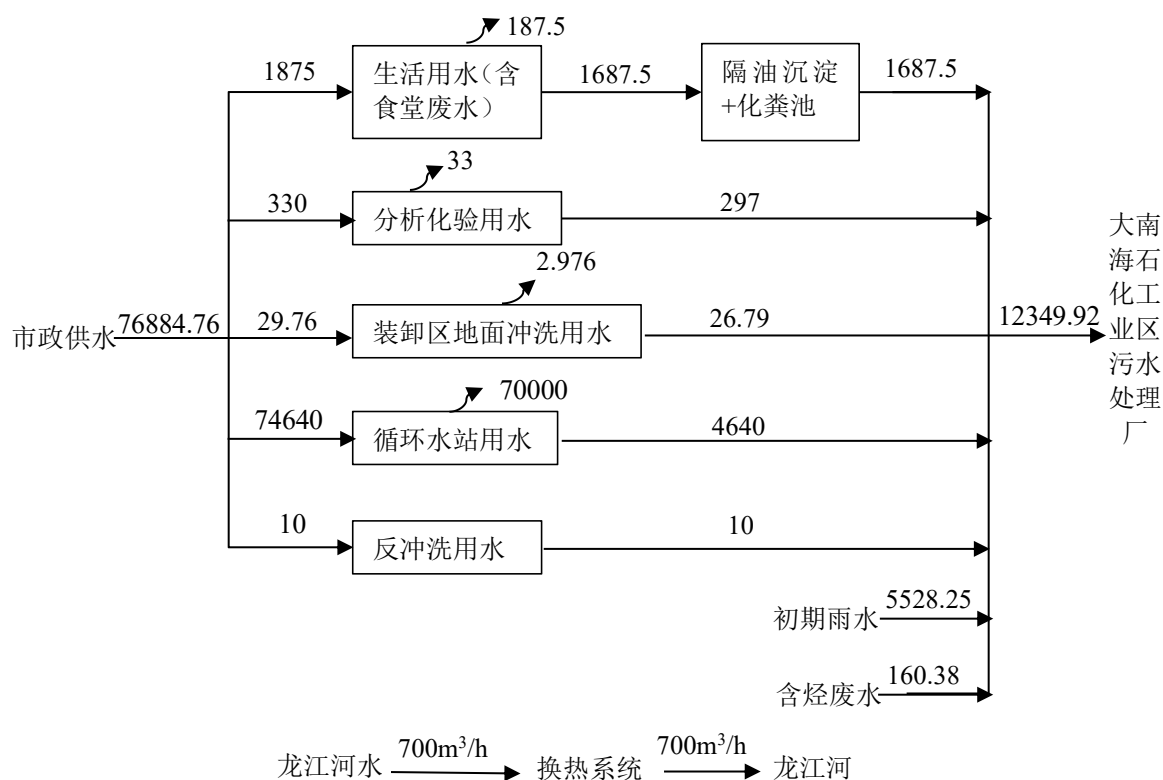 187.5
1875
生活用水（含
食堂废水）
1687.5
隔油沉淀
+化粪池
1687.5
33
330
分析化验用水
297
2.976
市政供水
76884.76
29.76
装卸区地面冲洗用水
26.79
12349.92
大南
海石
化工
业区
污水
处理
厂
70000
74640
循环水站用水
4640
10
反冲洗用水
10
初期雨水
5528.25
含烃废水
160.38
龙江河水
700m³/h
换热系统
700m³/h
龙江河